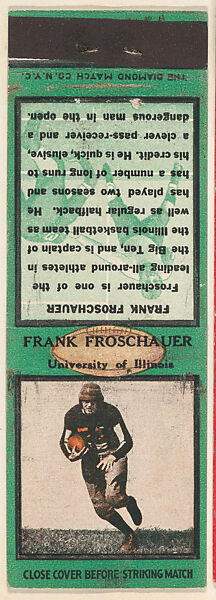 THE DIAMOND MATCH CO. N.Y.C.
FRANK FROSCHAUER
Froschauer is one of the
leading all-around athletes in
the Big Ten, and is captain of
the Illinois basketball team as
well as regular halfback. He
has played two seasons and
has a number of long runs to
his credit. He is quick, elusive,
a clever pass-receiver and a
dangerous man in the open.
FRANK FROSCHAUER
University of Illinois
CLOSE COVER BEFORE STRIKING MATCH